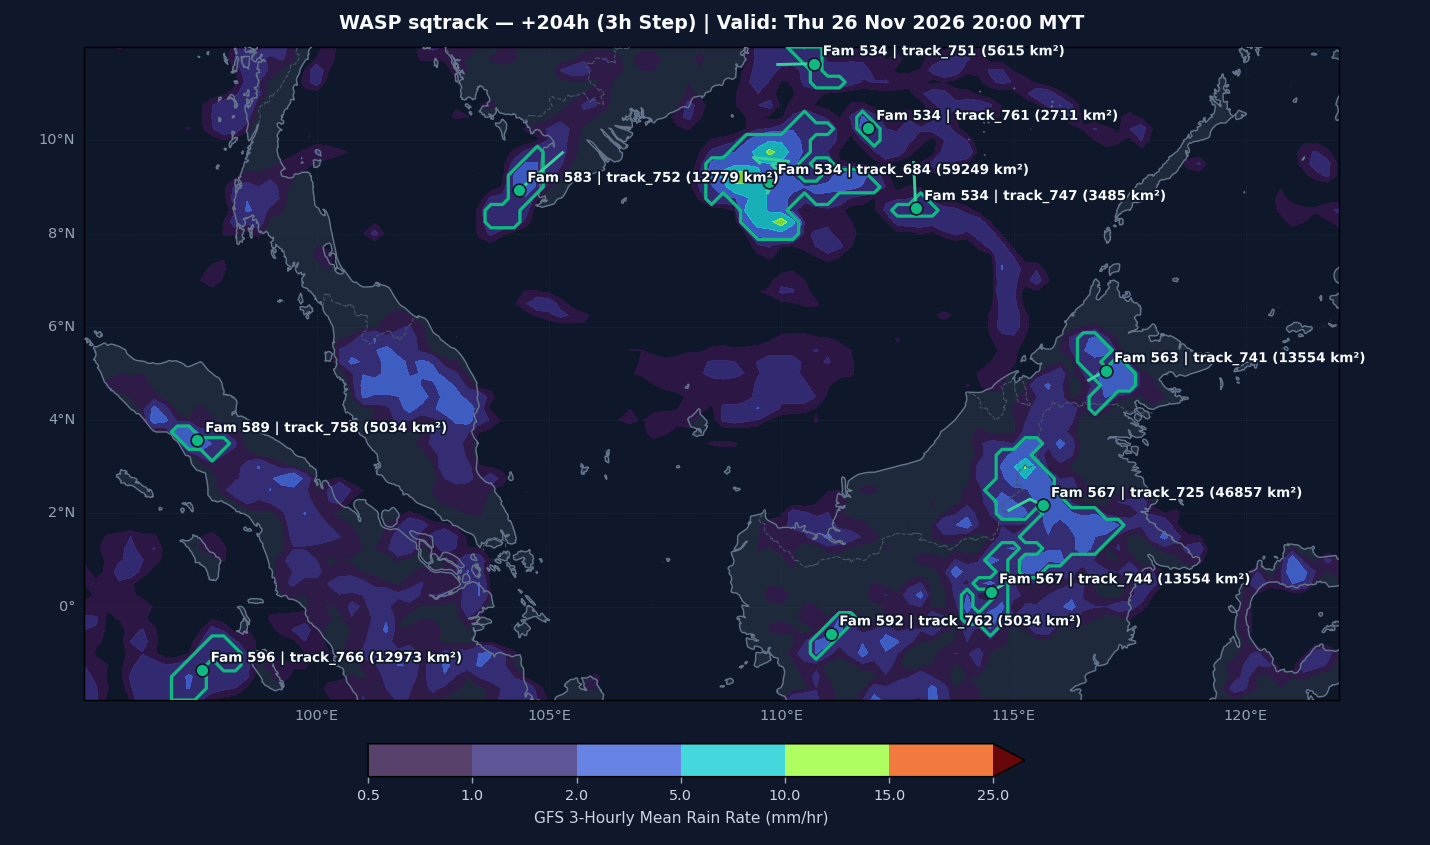 WASP sqtrack — +204h (3h Step) | Valid: Thu 26 Nov 2026 20:00 MYT
Fam 534 | track_751 (5615 km²)
Fam 534 | track_761 (2711 km²)
10°N
Fam 534 | track_684 (59249 km²)
Fam 583 | track_752 (12779 km²)
Fam 534 | track_747 (3485 km²)
8°N
6°N
Fam 563 | track_741 (13554 km²)
4°N
Fam 589 | track_758 (5034 km²)
Fam 567 | track_725 (46857 km²)
2°N
Fam 567 | track_744 (13554 km²)
0°
Fam 592 | track_762 (5034 km²)
Fam 596 | track_766 (12973 km²)
100°E 105°E 110°E 115°E 120°E
0.5 1.0 2.0 5.0 10.0 15.0 25.0
GFS 3-Hourly Mean Rain Rate (mm/hr)